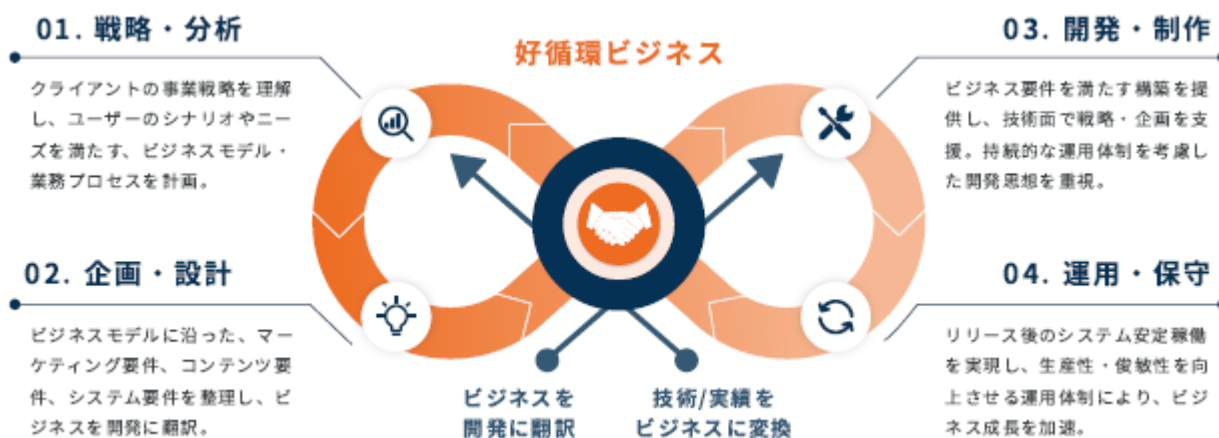 01. 戦略・分析
クライアントの事業戦略を理解
し、ユーザーのシナリオやニー
ズを満たす、ビジネスモデル・
業務プロセスを計画。
02. 企画・設計
ビジネスモデルに沿った、マー
ケティング要件、コンテンツ要
件、システム要件を整理し、ビ
ジネスを開発に翻訳。
好循環ビジネス
ビジネスを
開発に翻訳
技術/実績を
ビジネスに変換
03. 開発・制作
ビジネス要件を満たす構築を提
供し、技術面で戦略・企画を支
援。持続的な運用体制を考慮し
た開発思想を重視。
04. 運用・保守
リリース後のシステム安定稼働
を実現し、生産性・俊敏性を向
上させる運用体制により、ビジ
ネス成長を加速。